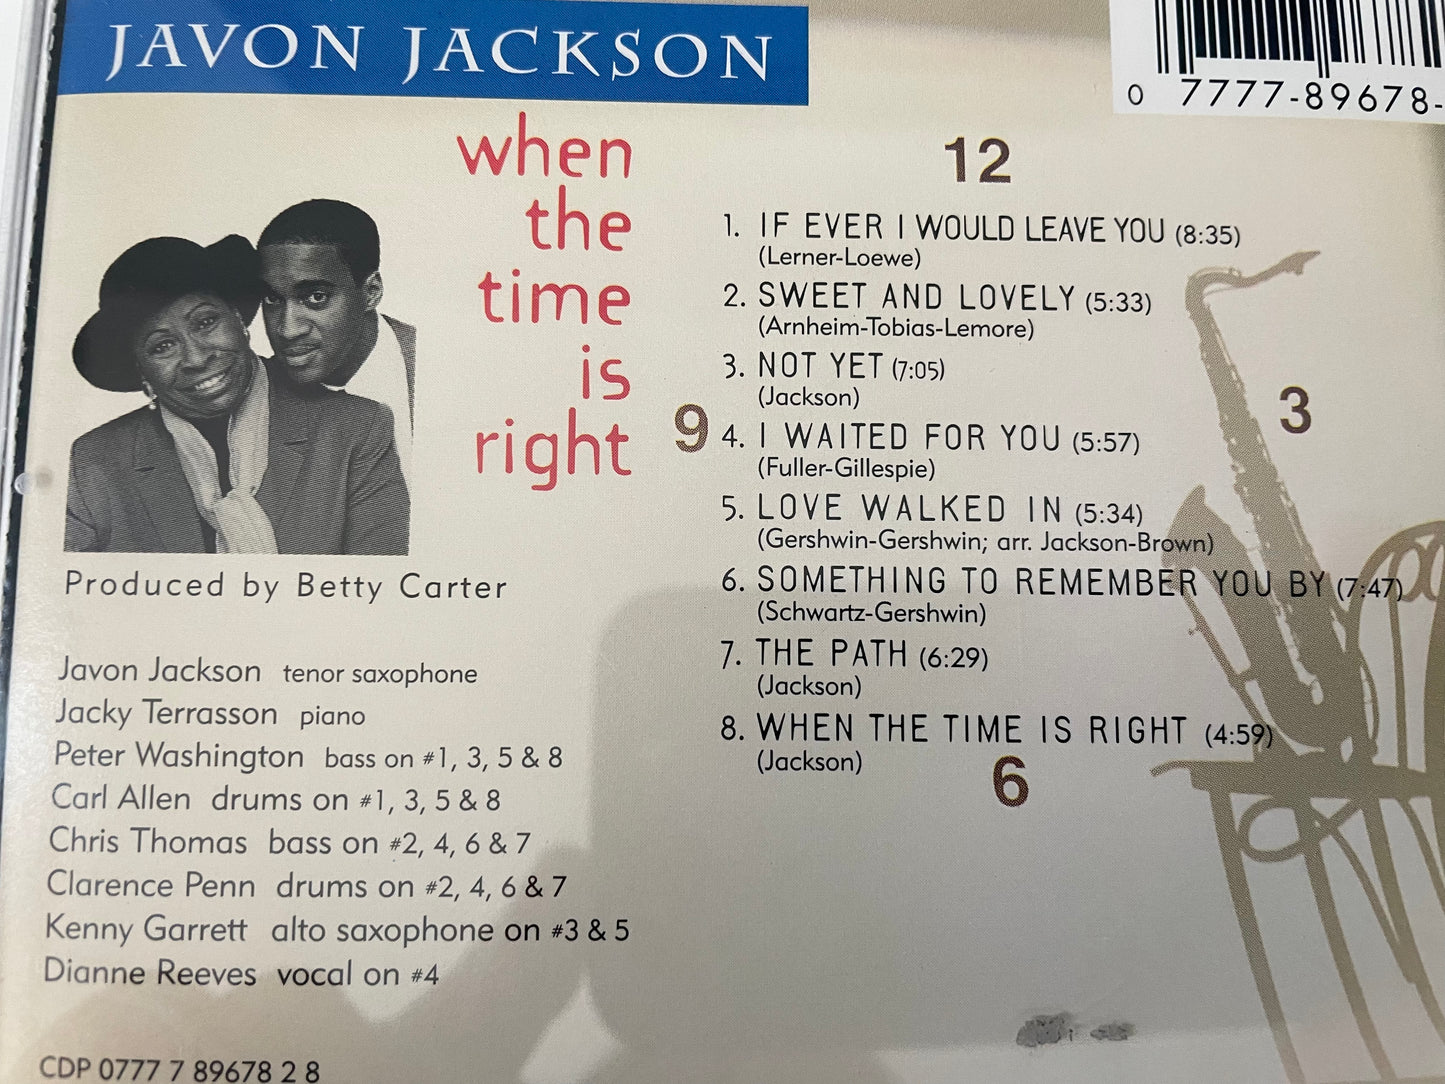 JAVON JACKSON
when
the
time
is
right
Produced by Betty Carter
Javon Jackson tenor saxophone
Jacky Terrasson piano
Peter Washington bass on #1, 3, 5 & 8
Carl Allen drums on #1, 3, 5 & 8
Chris Thomas bass on #2, 4, 6 & 7
Clarence Penn drums on #2, 4, 6 & 7
Kenny Garrett alto saxophone on #3 & 5
Dianne Reeves vocal on #4
CDP 0777 7 89678 2 8
0 7777-89678-
12
1. IF EVER I WOULD LEAVE YOU (8:35)
(Lerner-Loewe)
2. SWEET AND LOVELY (5:33)
(Arnheim-Tobias-Lemore)
3. NOT YET (7:05)
(Jackson)
3
9
4. I WAITED FOR YOU (5:57)
(Fuller-Gillespie)
5. LOVE WALKED IN (5:34)
(Gershwin-Gershwin; arr. Jackson-Brown)
6. SOMETHING TO REMEMBER YOU BY (7:47)
(Schwartz-Gershwin)
7. THE PATH (6:29)
(Jackson)
8. WHEN THE TIME IS RIGHT (4:59)
(Jackson)
6